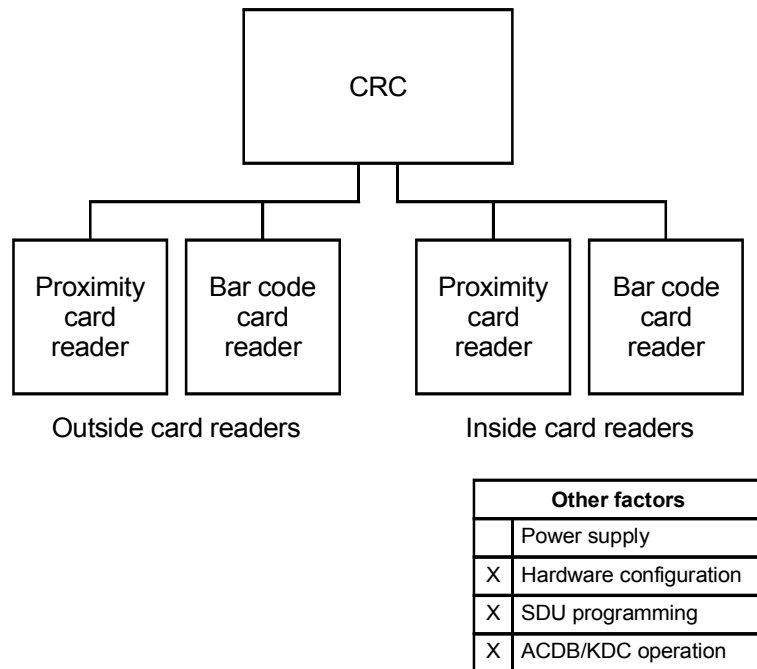 CRC
Proximity
card
reader
Bar code
card
reader
Proximity
card
reader
Bar code
card
reader
Outside card readers
Inside card readers
Other factors
Power supply
X Hardware configuration
X SDU programming
X ACDB/KDC operation